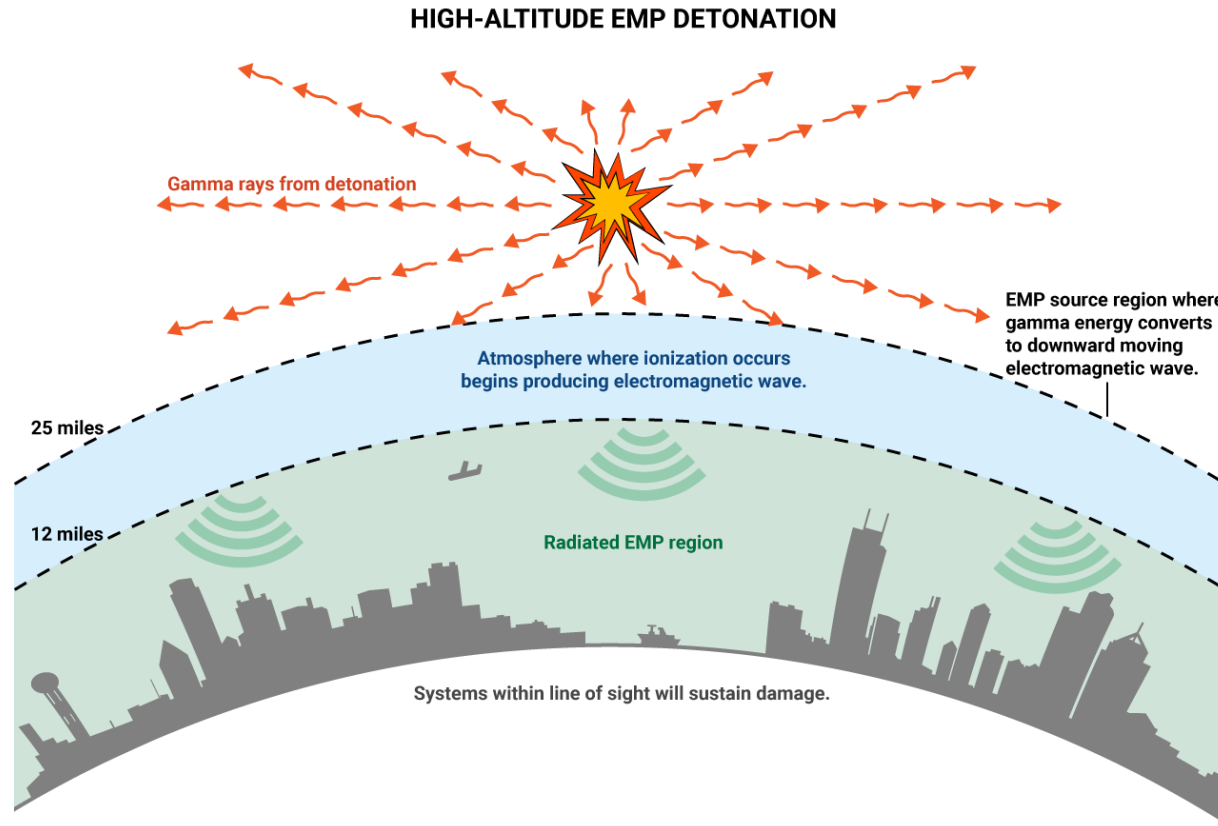 HIGH-ALTITUDE EMP DETONATION
Gamma rays from detonation
EMP source region where
gamma energy converts
to downward moving
electromagnetic wave.
Atmosphere where ionization occurs
begins producing electromagnetic wave.
25 miles
12 miles
Radiated EMP region
Systems within line of sight will sustain damage.